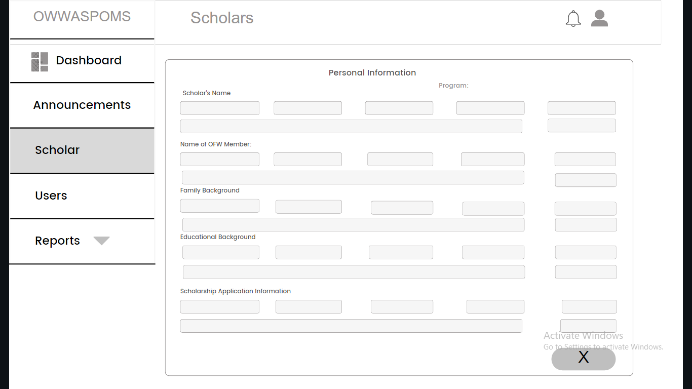 OWWASPOMS
Scholars
Dashboard
Announcements
Scholar
Users
Reports
Personal Information
Program:
Scholar's Name
Name of OFW Member:
Family Background
Educational Background
Scholarship Application Information
Activate Windows
Go to Settings to activate Windows.
X